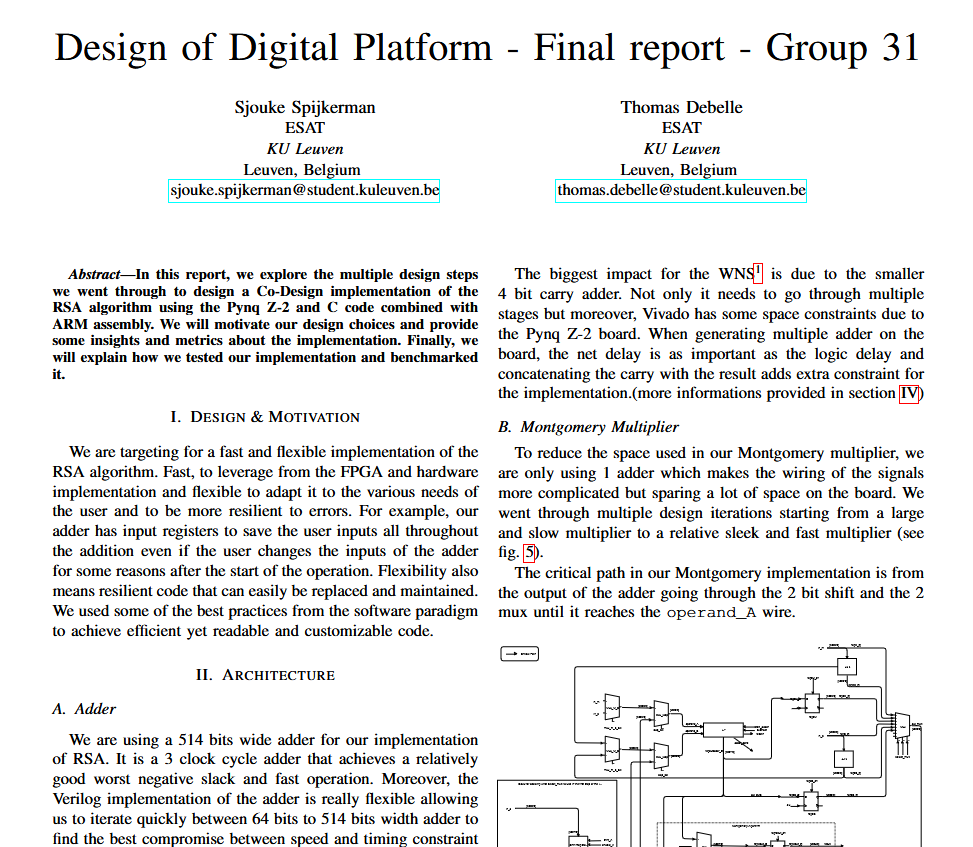 Design of Digital Platform - Final report - Group 31
Sjouke Spijkerman
ESAT
KU Leuven
Leuven, Belgium
sjouke.spijkerman@student.kuleuven.be
Thomas Debelle
ESAT
KU Leuven
Leuven, Belgium
thomas.debelle@student.kuleuven.be
Abstract—In this report, we explore the multiple design steps
we went through to design a Co-Design implementation of the
RSA algorithm using the Pynq Z-2 and C code combined with
ARM assembly. We will motivate our design choices and provide
some insights and metrics about the implementation. Finally, we
will explain how we tested our implementation and benchmarked
it.
I. DESIGN & MOTIVATION
We are targeting for a fast and flexible implementation of the
RSA algorithm. Fast, to leverage from the FPGA and hardware
implementation and flexible to adapt it to the various needs of
the user and to be more resilient to errors. For example, our
adder has input registers to save the user inputs all throughout
the addition even if the user changes the inputs of the adder
for some reasons after the start of the operation. Flexibility also
means resilient code that can easily be replaced and maintained.
We used some of the best practices from the software paradigm
to achieve efficient yet readable and customizable code.
II. ARCHITECTURE
A. Adder
We are using a 514 bits wide adder for our implementation
of RSA. It is a 3 clock cycle adder that achieves a relatively
good worst negative slack and fast operation. Moreover, the
Verilog implementation of the adder is really flexible allowing
us to iterate quickly between 64 bits to 514 bits width adder to
find the best compromise between speed and timing constraint
The biggest impact for the WNS1 is due to the smaller
4 bit carry adder. Not only it needs to go through multiple
stages but moreover, Vivado has some space constraints due to
the Pynq Z-2 board. When generating multiple adder on the
board, the net delay is as important as the logic delay and
concatenating the carry with the result adds extra constraint for
the implementation.(more informations provided in section IV)
B. Montgomery Multiplier
To reduce the space used in our Montgomery multiplier, we
are only using 1 adder which makes the wiring of the signals
more complicated but sparing a lot of space on the board. We
went through multiple design iterations starting from a large
and slow multiplier to a relative sleek and fast multiplier (see
fig. 5).
The critical path in our Montgomery implementation is from
the output of the adder going through the 2 bit shift and the 2
mux until it reaches the operand_A wire.